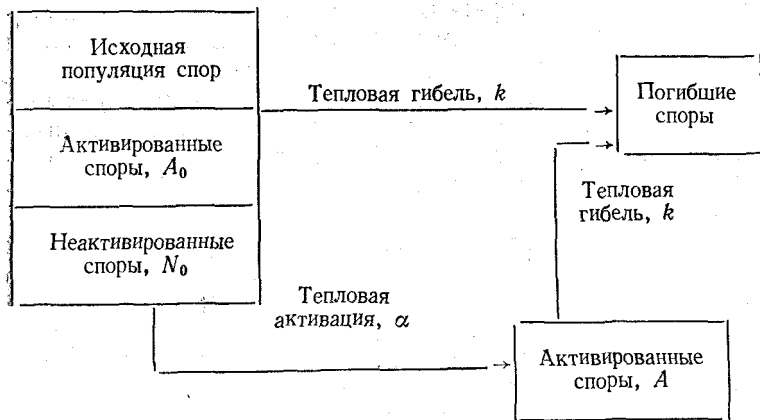 Исходная
популяция спор
Активированные
споры, A₀
Неактивированные
споры, N₀
Тепловая гибель, k
Погибшие
споры
Тепловая
гибель, k
Тепловая
активация, α
Активированные
споры, A